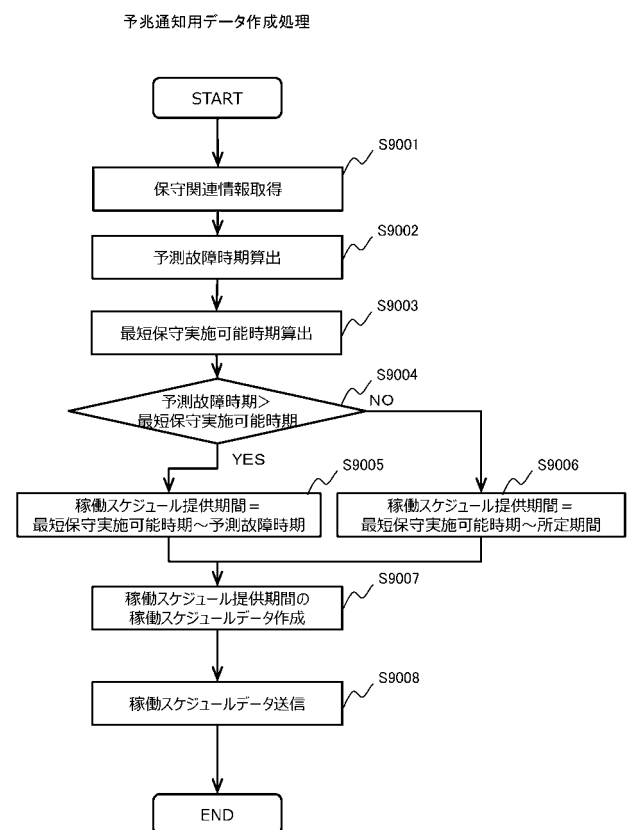 予兆通知用データ作成処理
START
S9001
保守関連情報取得
S9002
予測故障時期算出
S9003
最短保守実施可能時期算出
S9004
予測故障時期>
最短保守実施可能時期
NO
YES
S9005
稼働スケジュール提供期間=
最短保守実施可能時期~予測故障時期
S9006
稼働スケジュール提供期間=
最短保守実施可能時期~所定期間
S9007
稼働スケジュール提供期間の
稼働スケジュールデータ作成
S9008
稼働スケジュールデータ送信
END